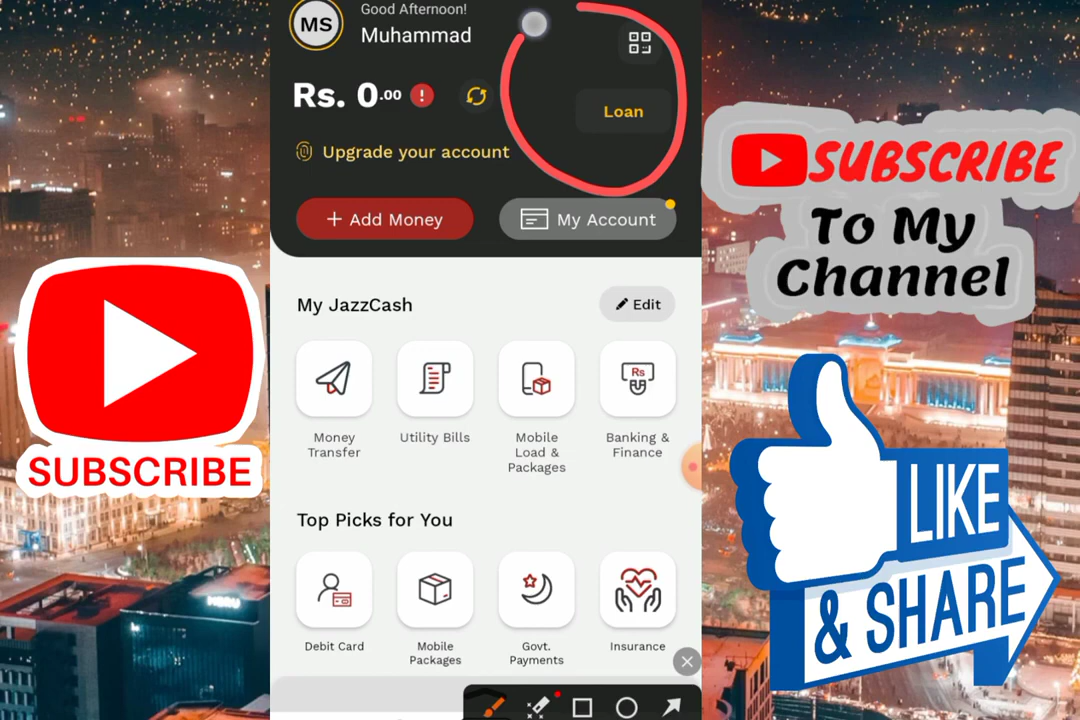 MS
Good Afternoon!
Muhammad
Rs. 0.00 !
Loan
Upgrade your account
+ Add Money
My Account
My JazzCash
Edit
Money
Transfer
Utility Bills
Mobile
Load &
Packages
Rs
Banking &
Finance
Top Picks for You
Debit Card
Mobile
Packages
Govt.
Payments
Insurance
SUBSCRIBE
SUBSCRIBE
To My
Channel
LIKE
& SHARE